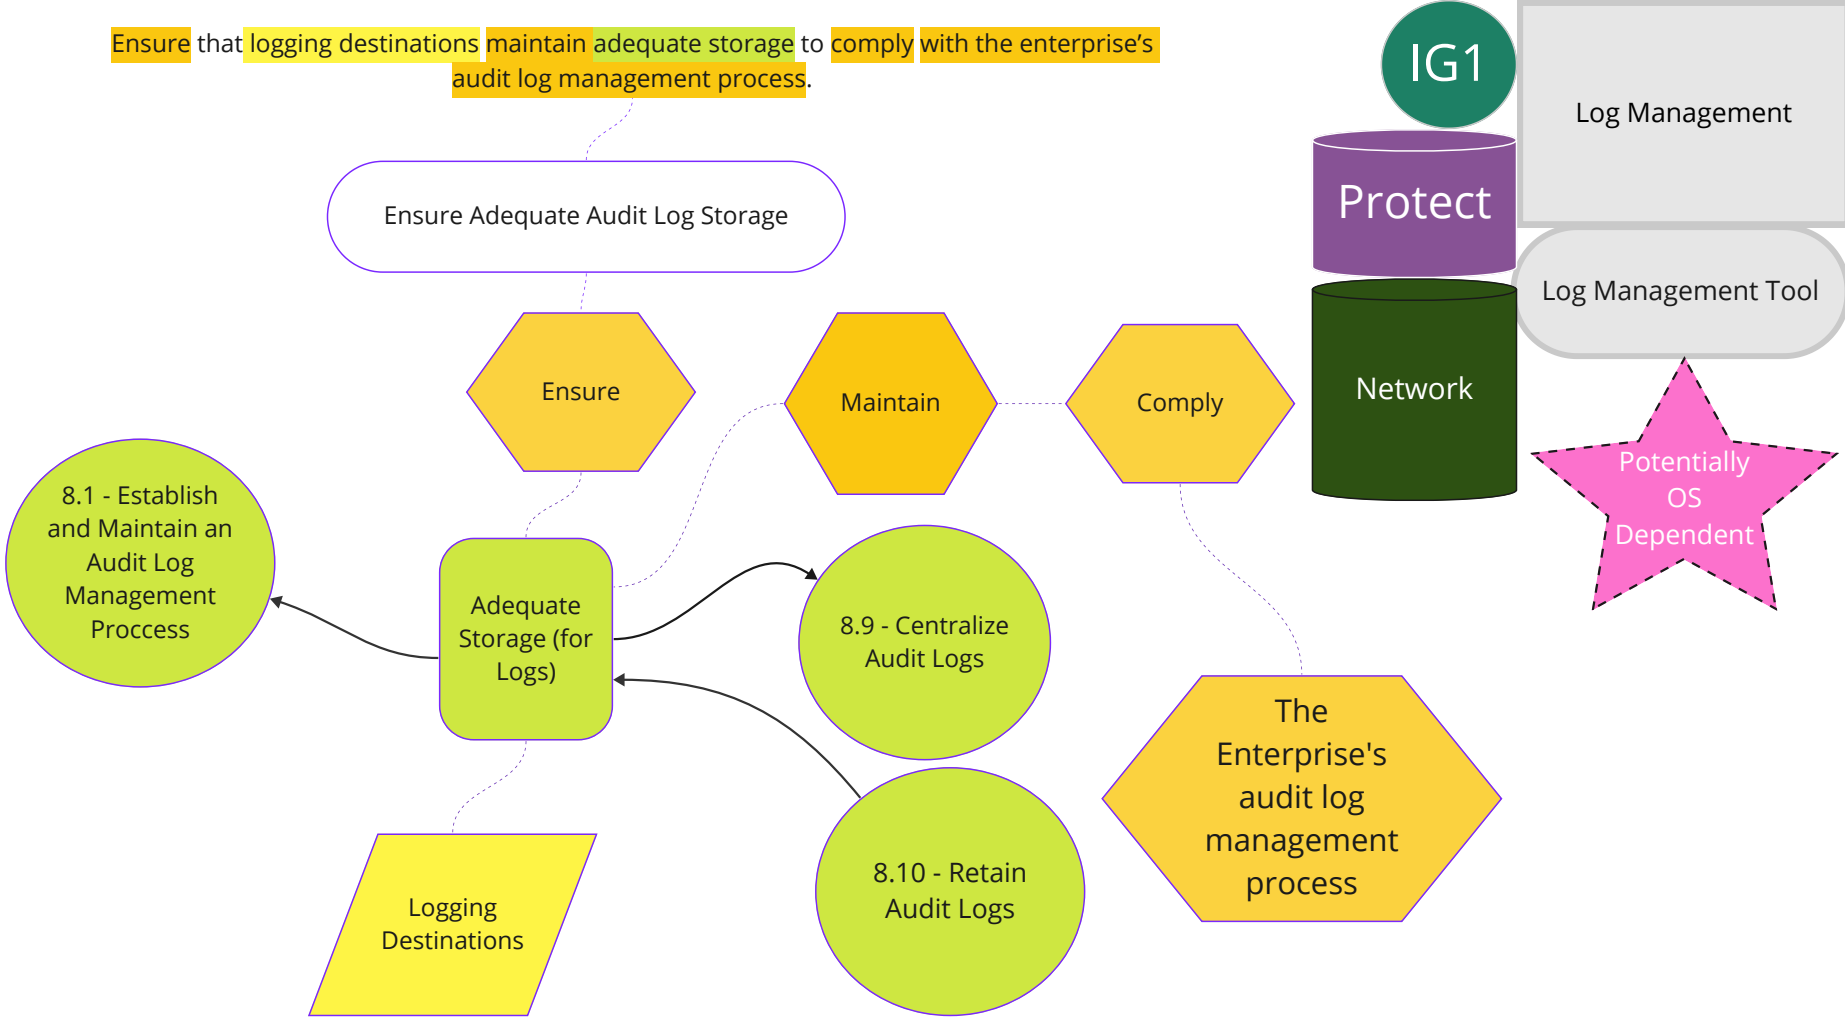 Ensure that logging destinations maintain adequate storage to comply with the enterprise’s
audit log management process.
IG1
Log Management
Protect
Ensure Adequate Audit Log Storage
Log Management Tool
Ensure
Maintain
Comply
Network
Potentially
OS
Dependent
8.1 - Establish
and Maintain an
Audit Log
Management
Proccess
Adequate
Storage (for
Logs)
8.9 - Centralize
Audit Logs
The
Enterprise's
audit log
management
process
8.10 - Retain
Audit Logs
Logging
Destinations